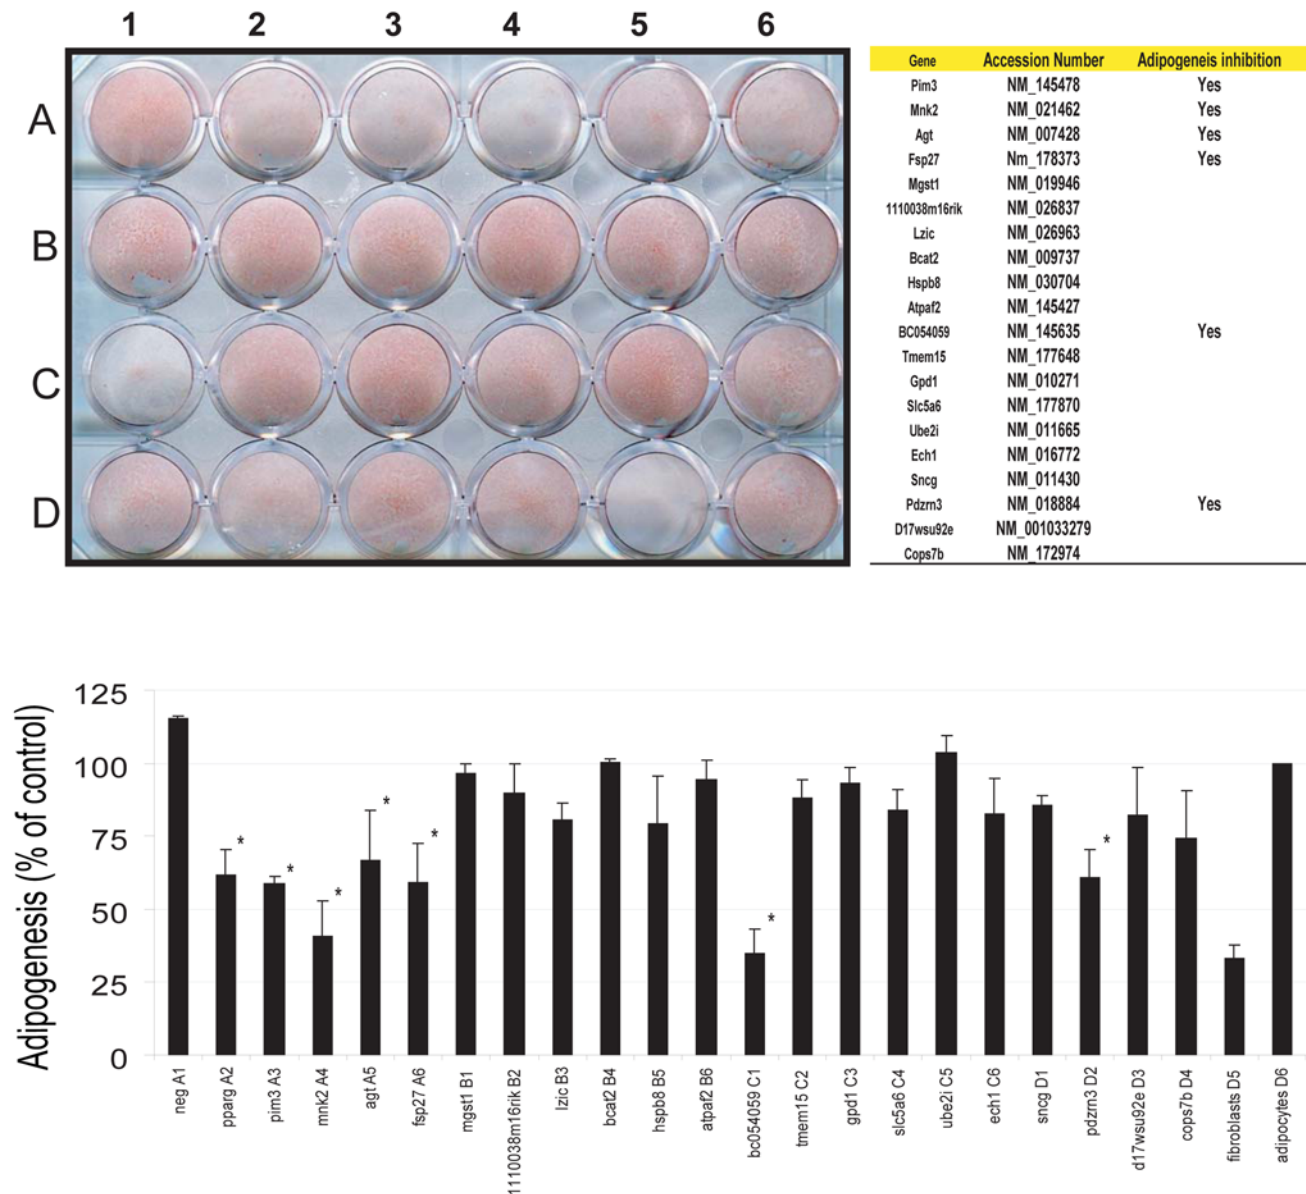 1 2 3 4 5 6
A
B
C
D
Gene Accession Number Adipogeneis inhibition
Pim3 NM_145478 Yes
Mnk2 NM_021462 Yes
Agt NM_007428 Yes
Fsp27 Nm_178373 Yes
Mgst1 NM_019946
1110038m16rik NM_026837
Lzic NM_026963
Bcat2 NM_009737
Hspb8 NM_030704
Atpaf2 NM_145427
BC054059 NM_145635 Yes
Tmem15 NM_177648
Gpd1 NM_010271
Slc5a6 NM_177870
Ube2i NM_011665
Ech1 NM_016772
Sncg NM_011430
Pdzrn3 NM_018884 Yes
D17wsu92e NM_001033279
Cops7b NM_172974
Adipogenesis (% of control)
125
100
75
50
25
0
* * * * * * *
neg A1
pparg A2
pim3 A3
mnk2 A4
agt A5
fsp27 A6
mgst1 B1
1110038m16rik B2
lzic B3
bcat2 B4
hspb8 B5
atpaf2 B6
bc054059 C1
tmem15 C2
gpd1 C3
slc5a6 C4
ube2i C5
ech1 C6
sncg D1
pdzrn3 D2
d17wsu92e D3
cops7b D4
fibroblasts D5
adipocytes D6